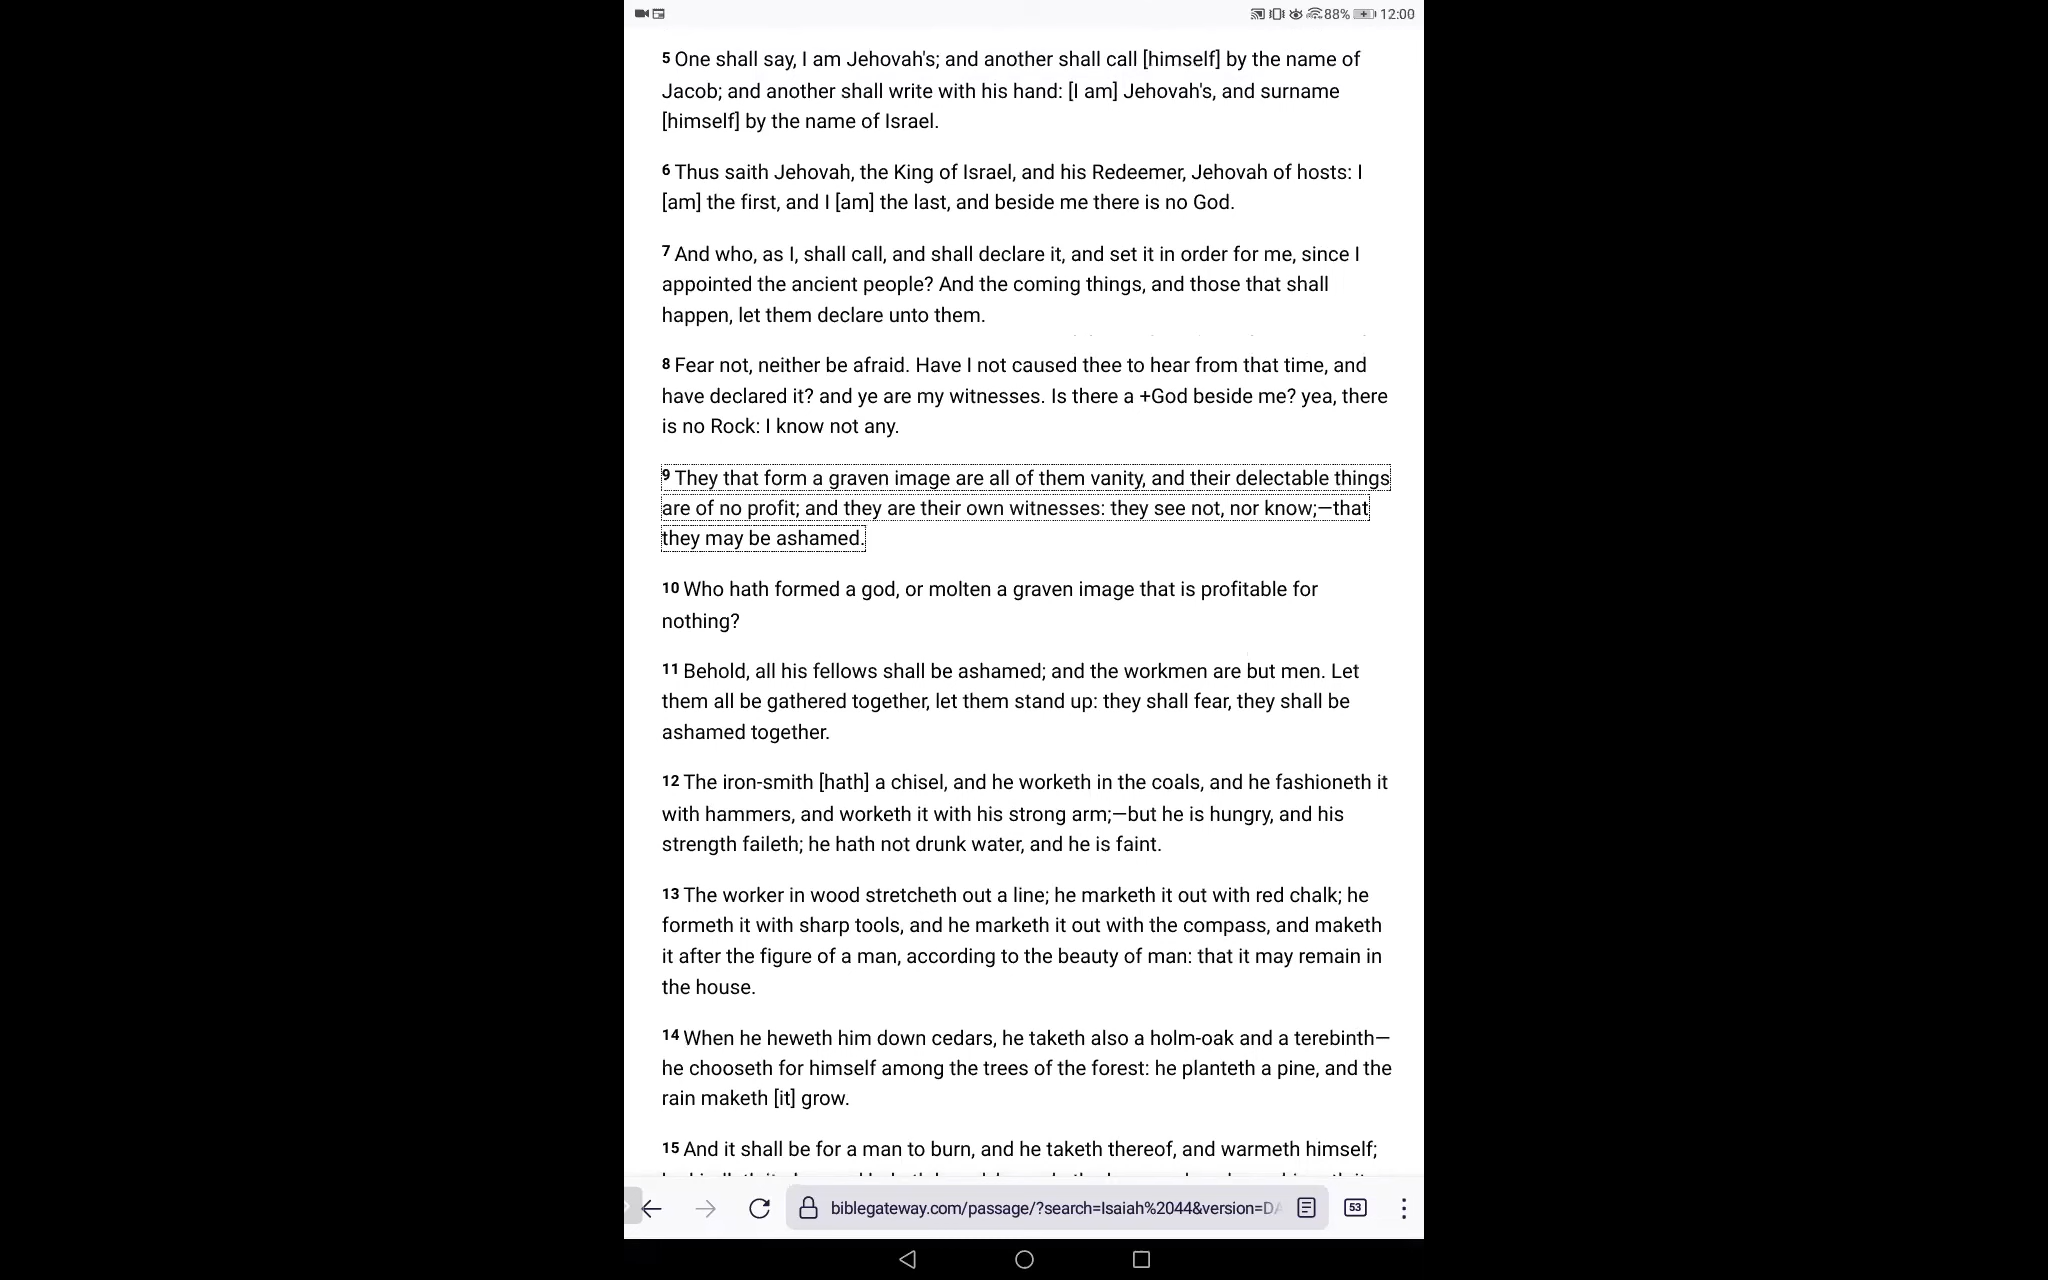 88% 12:00
5 One shall say, I am Jehovah's; and another shall call [himself] by the name of
Jacob; and another shall write with his hand: [I am] Jehovah's, and surname
[himself] by the name of Israel.
6 Thus saith Jehovah, the King of Israel, and his Redeemer, Jehovah of hosts: I
[am] the first, and I [am] the last, and beside me there is no God.
7 And who, as I, shall call, and shall declare it, and set it in order for me, since I
appointed the ancient people? And the coming things, and those that shall
happen, let them declare unto them.
8 Fear not, neither be afraid. Have I not caused thee to hear from that time, and
have declared it? and ye are my witnesses. Is there a +God beside me? yea, there
is no Rock: I know not any.
9 They that form a graven image are all of them vanity, and their delectable things
are of no profit; and they are their own witnesses: they see not, nor know;—that
they may be ashamed.
10 Who hath formed a god, or molten a graven image that is profitable for
nothing?
11 Behold, all his fellows shall be ashamed; and the workmen are but men. Let
them all be gathered together, let them stand up: they shall fear, they shall be
ashamed together.
12 The iron-smith [hath] a chisel, and he worketh in the coals, and he fashioneth it
with hammers, and worketh it with his strong arm;—but he is hungry, and his
strength faileth; he hath not drunk water, and he is faint.
13 The worker in wood stretcheth out a line; he marketh it out with red chalk; he
formeth it with sharp tools, and he marketh it out with the compass, and maketh
it after the figure of a man, according to the beauty of man: that it may remain in
the house.
14 When he heweth him down cedars, he taketh also a holm-oak and a terebinth—
he chooseth for himself among the trees of the forest: he planteth a pine, and the
rain maketh [it] grow.
15 And it shall be for a man to burn, and he taketh thereof, and warmeth himself;
biblegateway.com/passage/?search=Isaiah%2044&version=DA
53